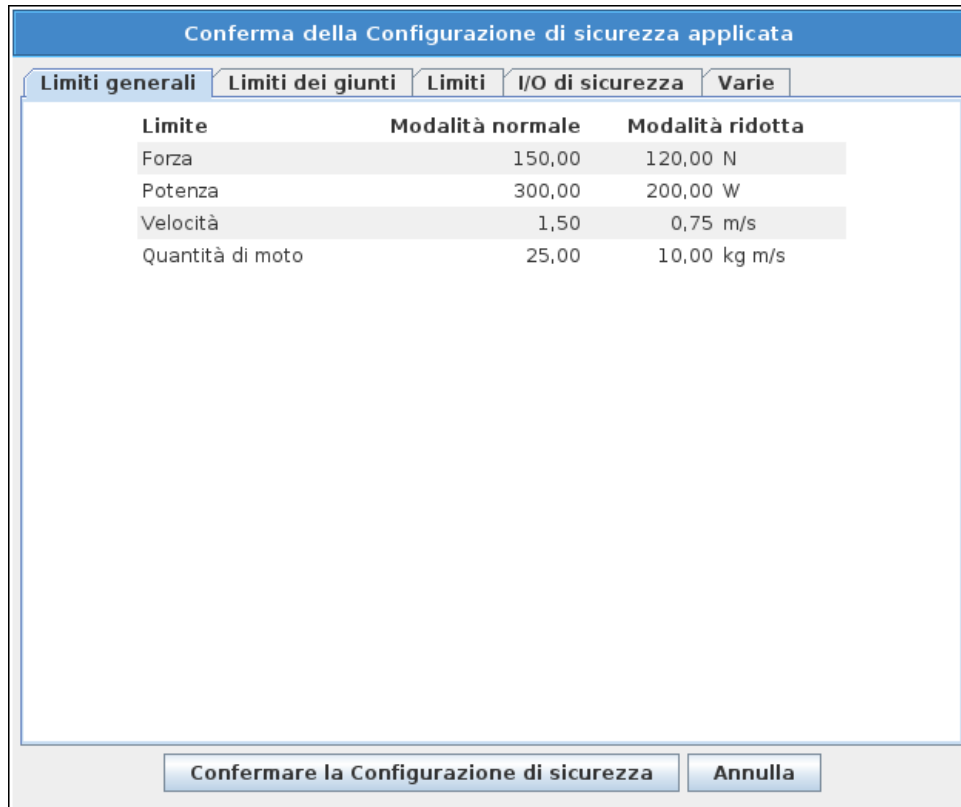 Conferma della Configurazione di sicurezza applicata
Limiti generali Limiti dei giunti Limiti I/O di sicurezza Varie
Limite Modalità normale Modalità ridotta
Forza 150,00 120,00 N
Potenza 300,00 200,00 W
Velocità 1,50 0,75 m/s
Quantità di moto 25,00 10,00 kg m/s
Confermare la Configurazione di sicurezza Annulla